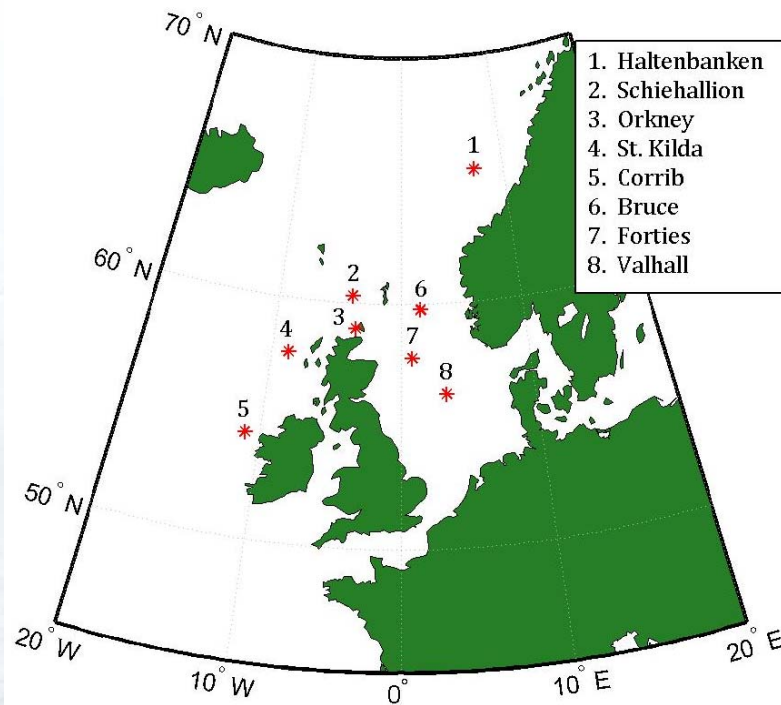 70° N
1. Haltenbanken
2. Schiehallion
3. Orkney
4. St. Kilda
5. Corrib
6. Bruce
7. Forties
8. Valhall
1
60° N
2
6
3
7
4
8
5
50° N
20° W
10° W
0°
10° E
20° E